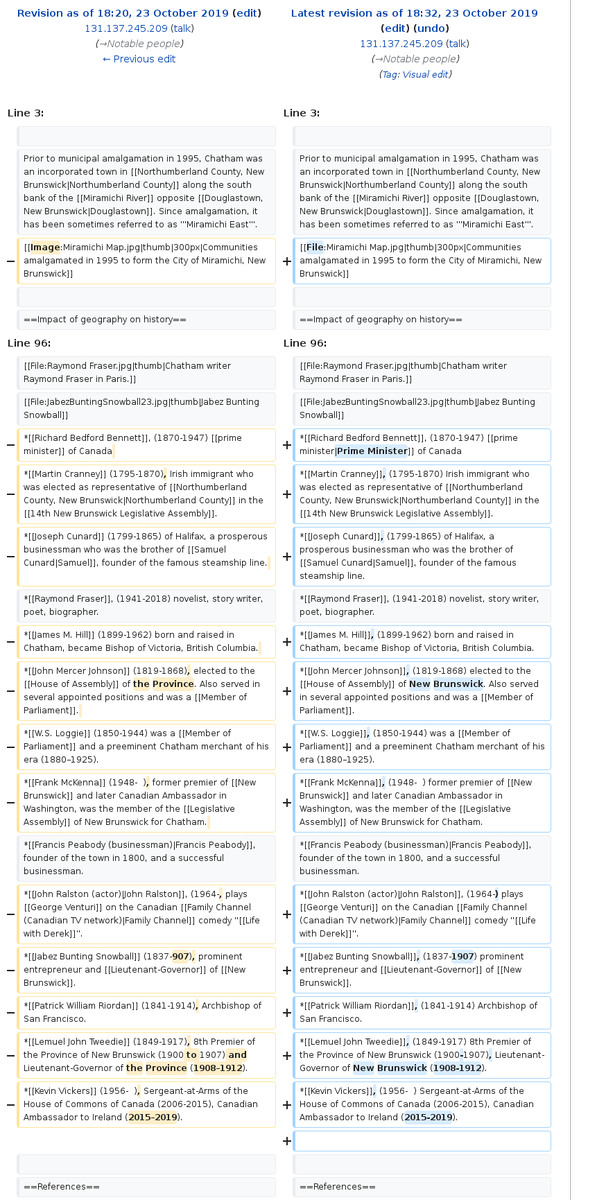 Revision as of 18:20, 23 October 2019 (edit)
131.137.245.209 (talk)
(→Notable people)
← Previous edit
Latest revision as of 18:32, 23 October 2019
(edit) (undo)
131.137.245.209 (talk)
(→Notable people)
(Tag: Visual edit)
Line 3:
Line 3:
Prior to municipal amalgamation in 1995, Chatham was
an incorporated town in [[Northumberland County, New
Brunswick|Northumberland County]] along the south
bank of the [[Miramichi River]] opposite [[Douglastown,
New Brunswick|Douglastown]]. Since amalgamation, it
has been sometimes referred to as '''Miramichi East'''.
Prior to municipal amalgamation in 1995, Chatham was
an incorporated town in [[Northumberland County, New
Brunswick|Northumberland County]] along the south
bank of the [[Miramichi River]] opposite [[Douglastown,
New Brunswick|Douglastown]]. Since amalgamation, it
has been sometimes referred to as '''Miramichi East'''.
− [[Image:Miramichi Map.jpg|thumb|300px|Communities
amalgamated in 1995 to form the City of Miramichi, New
Brunswick]]
+ [[File:Miramichi Map.jpg|thumb|300px|Communities
amalgamated in 1995 to form the City of Miramichi, New
Brunswick]]
==Impact of geography on history==
==Impact of geography on history==
Line 96:
Line 96:
[[File:Raymond Fraser.jpg|thumb|Chatham writer
Raymond Fraser in Paris.]]
[[File:Raymond Fraser.jpg|thumb|Chatham writer
Raymond Fraser in Paris.]]
[[File:JabezBuntingSnowball23.jpg|thumb|Jabez Bunting
Snowball]]
[[File:JabezBuntingSnowball23.jpg|thumb|Jabez Bunting
Snowball]]
− *[[Richard Bedford Bennett]], (1870-1947) [[prime
minister]] of Canada
+ *[[Richard Bedford Bennett]], (1870-1947) [[prime
minister|Prime Minister]] of Canada
− *[[Martin Cranney]] (1795-1870), Irish immigrant who
was elected as representative of [[Northumberland
County, New Brunswick|Northumberland County]] in the
[[14th New Brunswick Legislative Assembly]].
+ *[[Martin Cranney]], (1795-1870) Irish immigrant who
was elected as representative of [[Northumberland
County, New Brunswick|Northumberland County]] in the
[[14th New Brunswick Legislative Assembly]].
− *[[Joseph Cunard]] (1799-1865) of Halifax, a prosperous
businessman who was the brother of [[Samuel
Cunard|Samuel]], founder of the famous steamship line.
+ *[[Joseph Cunard]], (1799-1865) of Halifax, a
prosperous businessman who was the brother of
[[Samuel Cunard|Samuel]], founder of the famous
steamship line.
*[[Raymond Fraser]], (1941-2018) novelist, story writer,
poet, biographer.
*[[Raymond Fraser]], (1941-2018) novelist, story writer,
poet, biographer.
− *[[James M. Hill]] (1899-1962) born and raised in
Chatham, became Bishop of Victoria, British Columbia.
+ *[[James M. Hill]], (1899-1962) born and raised in
Chatham, became Bishop of Victoria, British Columbia.
− *[[John Mercer Johnson]] (1819-1868), elected to the
[[House of Assembly]] of the Province. Also served in
several appointed positions and was a [[Member of
Parliament]].
+ *[[John Mercer Johnson]], (1819-1868) elected to the
[[House of Assembly]] of New Brunswick. Also served
in several appointed positions and was a [[Member of
Parliament]].
− *[[W.S. Loggie]] (1850-1944) was a [[Member of
Parliament]] and a preeminent Chatham merchant of his
era (1880–1925).
+ *[[W.S. Loggie]], (1850-1944) was a [[Member of
Parliament]] and a preeminent Chatham merchant of his
era (1880–1925).
− *[[Frank McKenna]] (1948-  ), former premier of [[New
Brunswick]] and later Canadian Ambassador in
Washington, was the member of the [[Legislative
Assembly]] of New Brunswick for Chatham.
+ *[[Frank McKenna]], (1948-  ) former premier of [[New
Brunswick]] and later Canadian Ambassador in
Washington, was the member of the [[Legislative
Assembly]] of New Brunswick for Chatham.
*[[Francis Peabody (businessman)|Francis Peabody]],
founder of the town in 1800, and a successful
businessman.
*[[Francis Peabody (businessman)|Francis Peabody]],
founder of the town in 1800, and a successful
businessman.
− *[[John Ralston (actor)|John Ralston]], (1964-, plays
[[George Venturi]] on the Canadian [[Family Channel
(Canadian TV network)|Family Channel]] comedy ''[[Life
with Derek]]''.
+ *[[John Ralston (actor)|John Ralston]], (1964-) plays
[[George Venturi]] on the Canadian [[Family Channel
(Canadian TV network)|Family Channel]] comedy ''[[Life
with Derek]]''.
− *[[Jabez Bunting Snowball]] (1837-907), prominent
entrepreneur and [[Lieutenant-Governor]] of [[New
Brunswick]].
+ *[[Jabez Bunting Snowball]], (1837-1907) prominent
entrepreneur and [[Lieutenant-Governor]] of [[New
Brunswick]].
− *[[Patrick William Riordan]] (1841-1914), Archbishop of
San Francisco.
+ *[[Patrick William Riordan]], (1841-1914) Archbishop of
San Francisco.
− *[[Lemuel John Tweedie]] (1849-1917), 8th Premier of
the Province of New Brunswick (1900 to 1907) and
Lieutenant-Governor of the Province (1908–1912).
+ *[[Lemuel John Tweedie]], (1849-1917) 8th Premier of
the Province of New Brunswick (1900-1907), Lieutenant-
Governor of New Brunswick (1908-1912).
− *[[Kevin Vickers]] (1956-  ), Sergeant-at-Arms of the
House of Commons of Canada (2006-2015), Canadian
Ambassador to Ireland (2015–2019).
+ *[[Kevin Vickers]], (1956-  ) Sergeant-at-Arms of the
House of Commons of Canada (2006-2015), Canadian
Ambassador to Ireland (2015-2019).
+
==References==
==References==